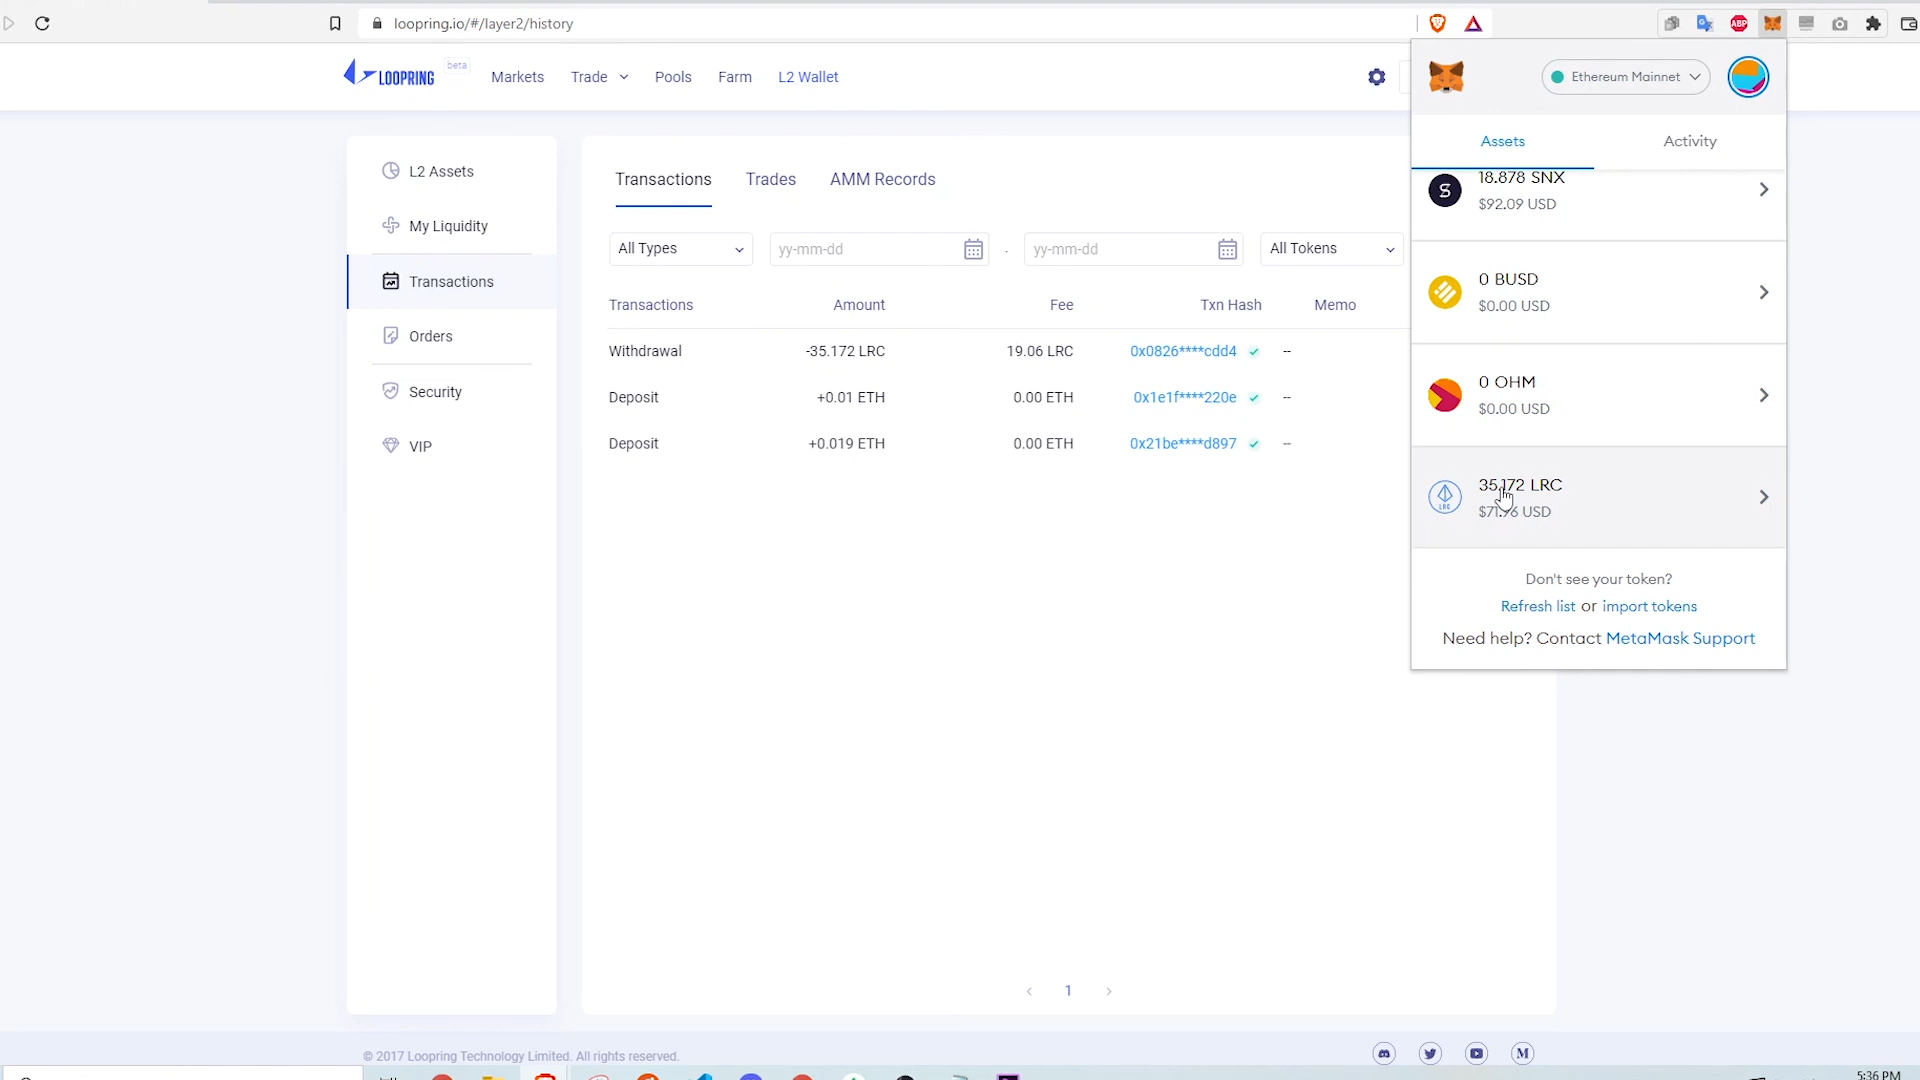 loopring.io/#/layer2/history
ABP
LOOPRING
beta
Markets
Trade
Pools
Farm
L2 Wallet
Ethereum Mainnet
Assets
Activity
L2 Assets
My Liquidity
Transactions
Orders
Security
VIP
Transactions
Trades
AMM Records
All Types
yy-mm-dd
yy-mm-dd
All Tokens
Transactions
Amount
Fee
Txn Hash
Memo
Withdrawal
-35.172 LRC
19.06 LRC
0x0826****cdd4
--
Deposit
+0.01 ETH
0.00 ETH
0x1e1f****220e
--
Deposit
+0.019 ETH
0.00 ETH
0x21be****d897
--
18.878 SNX
$92.09 USD
0 BUSD
$0.00 USD
0 OHM
$0.00 USD
LRC
35.172 LRC
$71.96 USD
Don't see your token?
Refresh list or import tokens
Need help? Contact MetaMask Support
1
© 2017 Loopring Technology Limited. All rights reserved.
5:36 PM